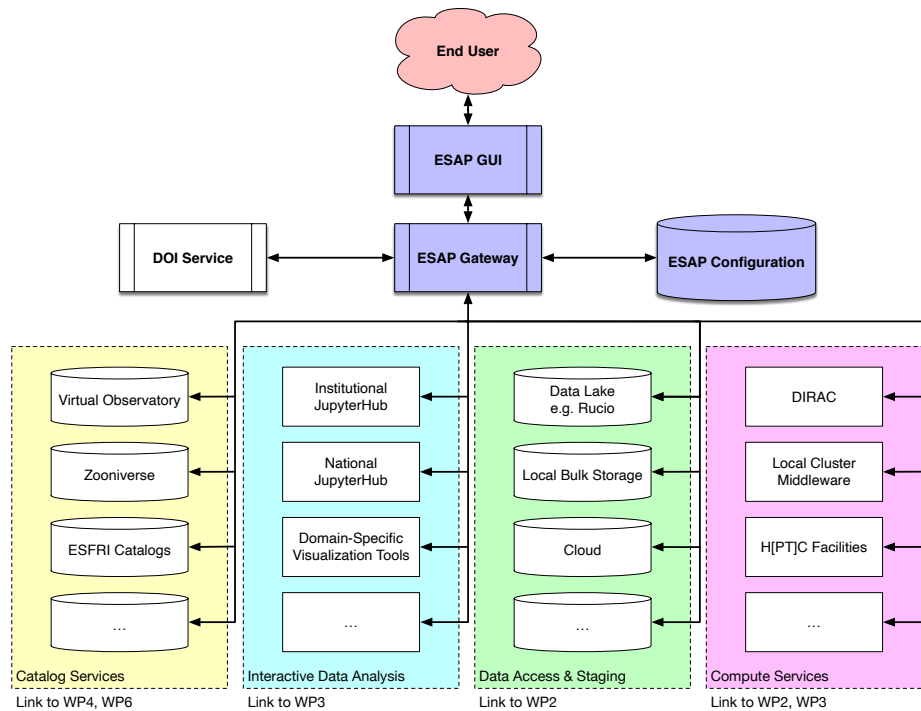 End User
ESAP GUI
DOI Service
ESAP Gateway
ESAP Configuration
Virtual Observatory
Zooniverse
ESFRI Catalogs
...
Catalog Services
Link to WP4, WP6
Institutional
JupyterHub
National
JupyterHub
Domain-Specific
Visualization Tools
...
Interactive Data Analysis
Link to WP3
Data Lake
e.g. Rucio
Local Bulk Storage
Cloud
...
Data Access & Staging
Link to WP2
DIRAC
Local Cluster
Middleware
H[PT]C Facilities
...
Compute Services
Link to WP2, WP3